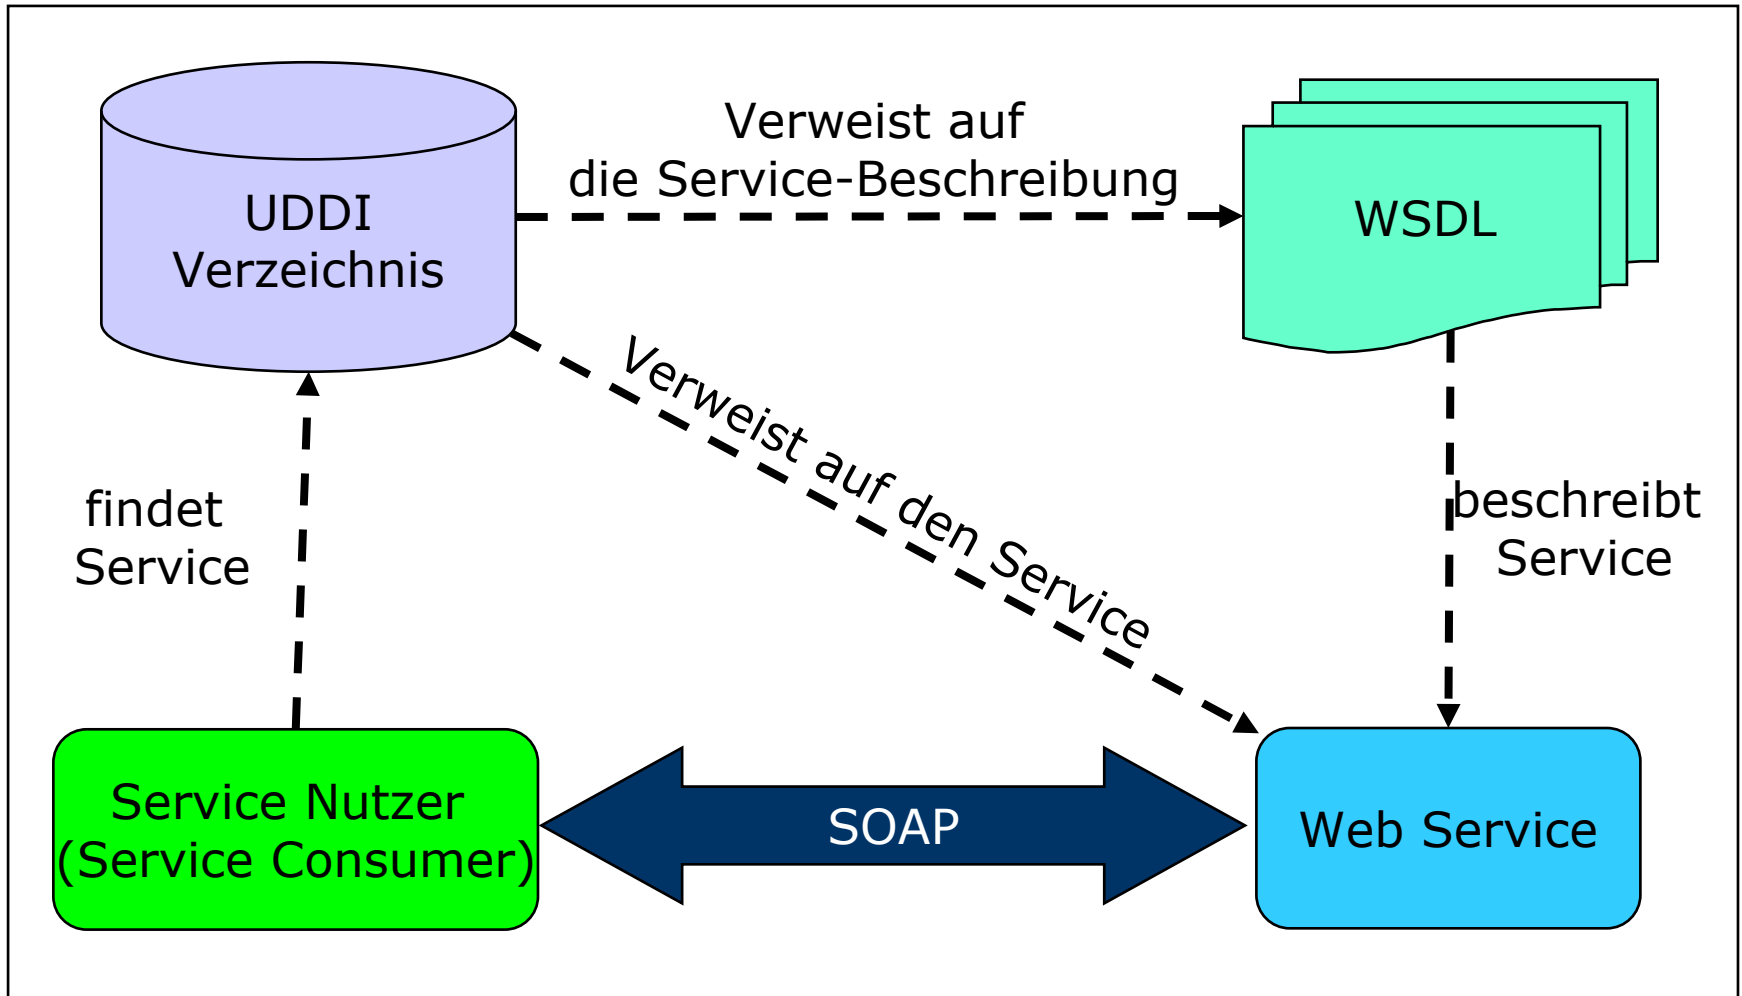 Verweist auf
die Service-Beschreibung
UDDI
Verzeichnis
WSDL
Verweist auf den Service
findet
Service
beschreibt
Service
Service Nutzer
(Service Consumer)
SOAP
Web Service